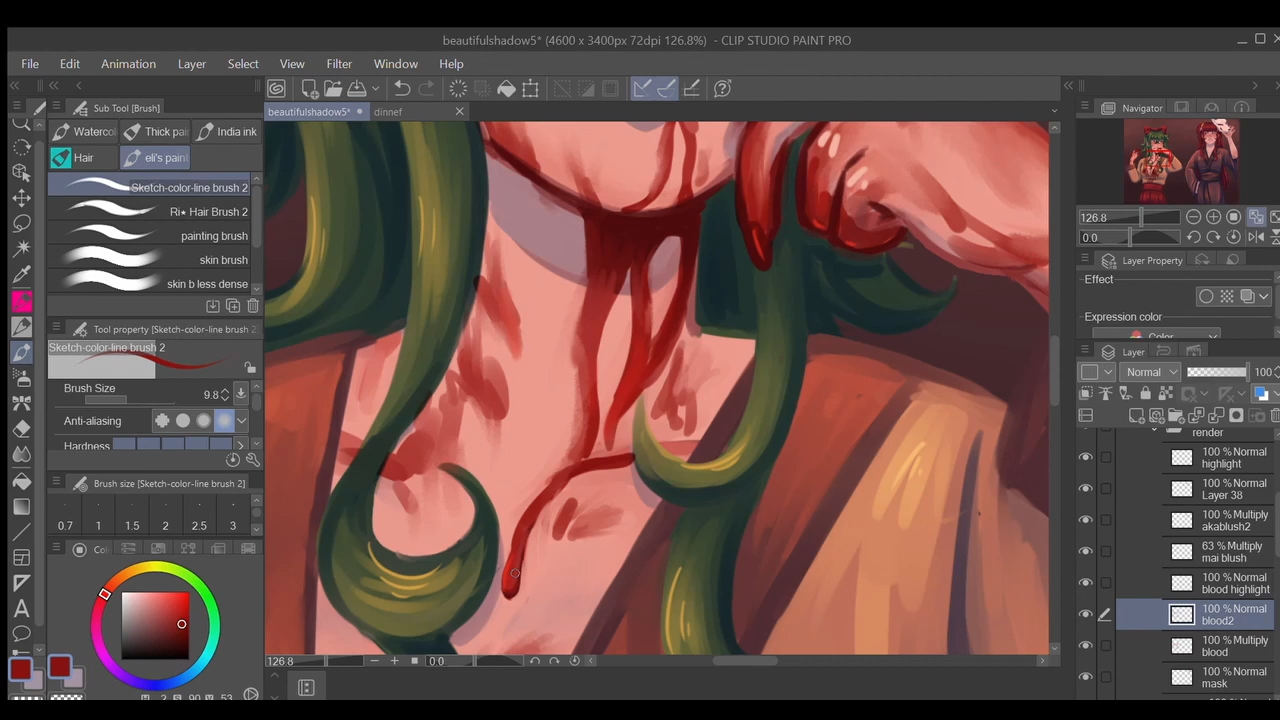 beautifulshadow5* (4600 x 3400px 72dpi 126.8%) - CLIP STUDIO PAINT PRO
File Edit Animation Layer Select View Filter Window Help
beautifulshadow5* dinnef
Sub Tool [Brush]
Waterco Thick pai India ink
Hair eli's paint
Sketch-color-line brush 2
Ri★ Hair Brush 2
painting brush
skin brush
skin b less dense
Tool property [Sketch-color-line brush 2
Sketch-color-line brush 2
Brush Size 9.8
Anti-aliasing
Hardness
Brush size [Sketch-color-line brush 2]
0.7 1 1.5 2 2.5 3
Co
126.8 0.0
Navigator
126.8
0.0
Layer Property
Effect
Expression color
Color
Layer
Normal 100
render
100 % Normal
highlight
100 % Normal
Layer 38
100 % Multiply
akablush2
63 % Multiply
mai blush
100 % Normal
blood highlight
100 % Normal
blood2
100 % Multiply
blood
100 % Normal
mask